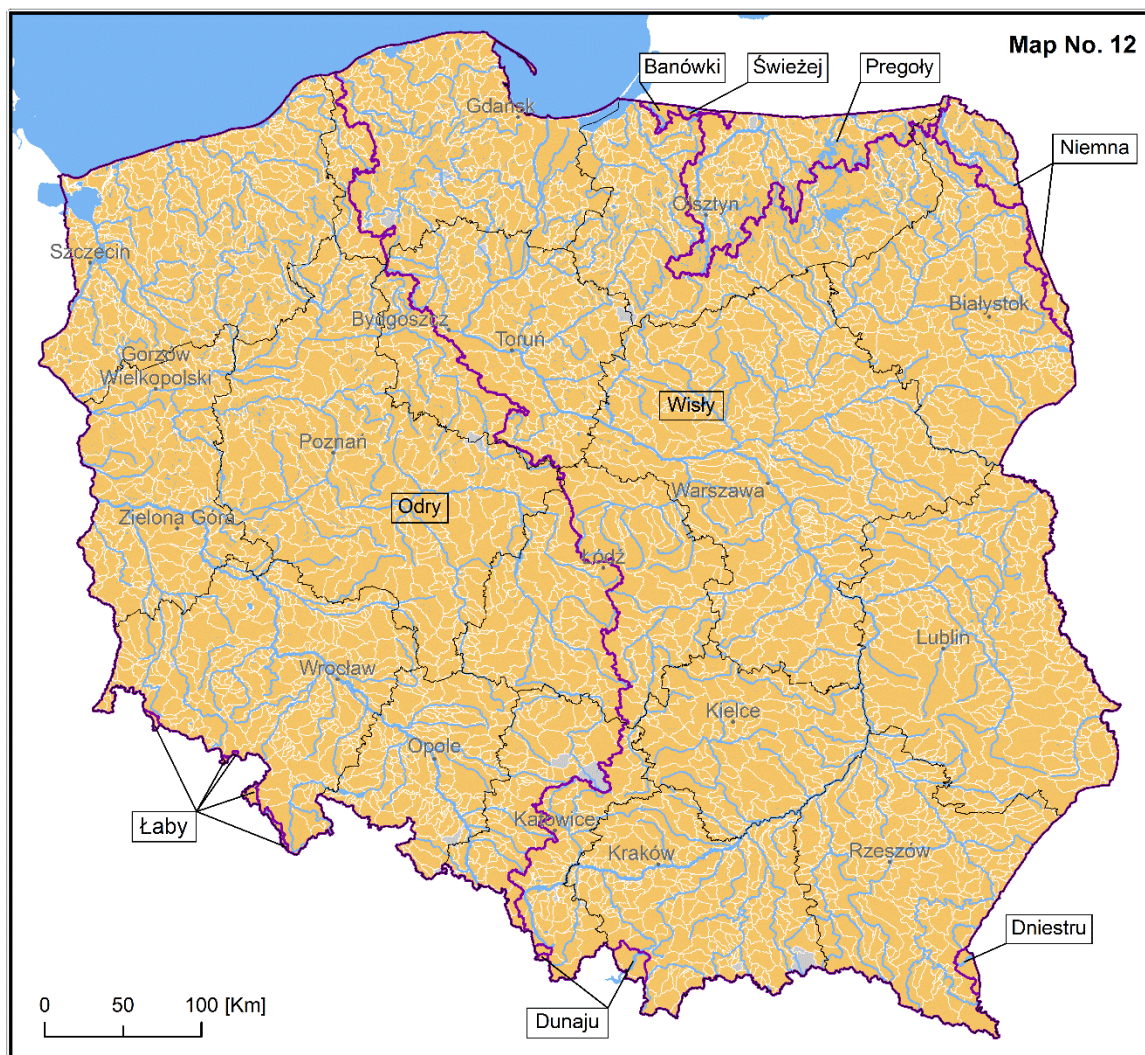 Map No. 12
Banówki
Świeżej
Pregoły
Gdańsk
Niemna
Olsztyn
Szczecin
Białystok
Bydgoszcz
Toruń
Gorzów
Wielkopolski
Wisły
Poznań
Warszawa
Odry
Zielona Góra
Łódź
Lublin
Wrocław
Kielce
Opole
Łaby
Katowice
Kraków
Rzeszów
Dniestru
0 50 100 [Km]
Dunaju